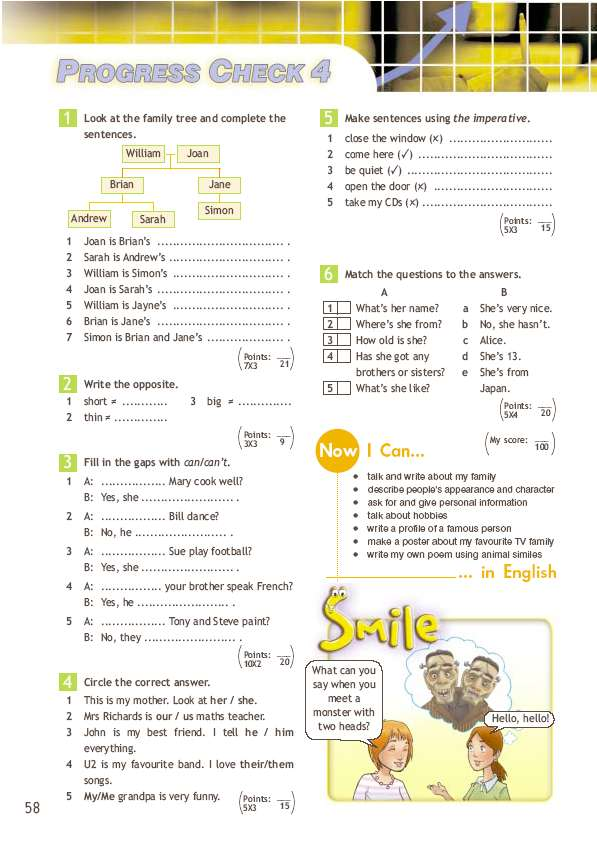 PROGRESS CHECK 4
1 Look at the family tree and complete the
sentences.
William Joan
Brian Jane
Andrew Sarah Simon
1 Joan is Brian's ................................ .
2 Sarah is Andrew's ............................. .
3 William is Simon's ............................ .
4 Joan is Sarah's ................................ .
5 William is Jayne's ............................ .
6 Brian is Jane's ................................ .
7 Simon is Brian and Jane's .................... .
(Points: 7X3 __ 21)
2 Write the opposite.
1 short ≠ ............ 3 big ≠ ..............
2 thin ≠ ..............
(Points: 3X3 __ 9)
3 Fill in the gaps with can/can't.
1 A: ................. Mary cook well?
B: Yes, she ........................ .
2 A: ................. Bill dance?
B: No, he ........................ .
3 A: ................. Sue play football?
B: Yes, she ........................ .
4 A: ................ your brother speak French?
B: Yes, he ........................ .
5 A: ................. Tony and Steve paint?
B: No, they ........................ .
(Points: 10X2 __ 20)
4 Circle the correct answer.
1 This is my mother. Look at her / she.
2 Mrs Richards is our / us maths teacher.
3 John is my best friend. I tell he / him
everything.
4 U2 is my favourite band. I love their/them
songs.
5 My/Me grandpa is very funny.
(Points: 5X3 __ 15)
58
5 Make sentences using the imperative.
1 close the window (✗) ...........................
2 come here (✓) ...................................
3 be quiet (✓) .....................................
4 open the door (✗) ...............................
5 take my CDs (✗) ..................................
(Points: 5X3 __ 15)
6 Match the questions to the answers.
A B
1 What's her name? a She's very nice.
2 Where's she from? b No, she hasn't.
3 How old is she? c Alice.
4 Has she got any d She's 13.
brothers or sisters? e She's from
5 What's she like? Japan.
(Points: 5X4 __ 20)
(My score: __ 100)
Now I Can...
• talk and write about my family
• describe people's appearance and character
• ask for and give personal information
• talk about hobbies
• write a profile of a famous person
• make a poster about my favourite TV family
• write my own poem using animal similes
... in English
Smile
What can you
say when you
meet a
monster with
two heads?
Hello, hello!